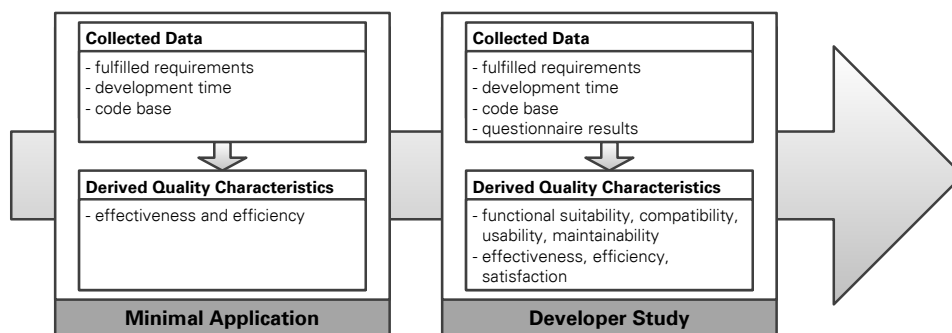 Collected Data
- fulfilled requirements
- development time
- code base
Derived Quality Characteristics
- effectiveness and efficiency
Minimal Application
Collected Data
- fulfilled requirements
- development time
- code base
- questionnaire results
Derived Quality Characteristics
- functional suitability, compatibility,
usability, maintainability
- effectiveness, efficiency,
satisfaction
Developer Study